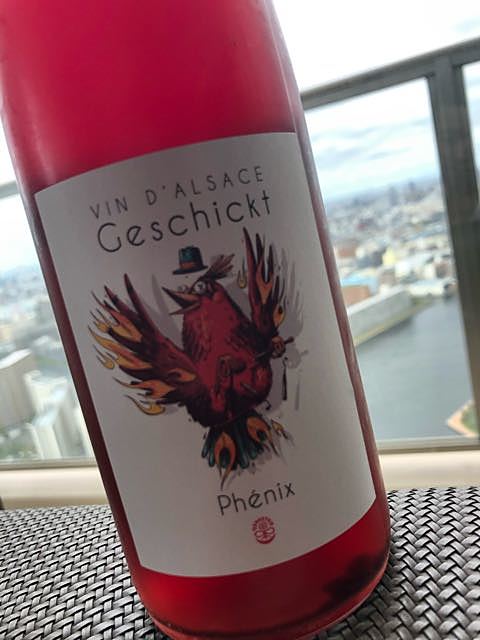 VIN D'ALSACE
Geschickt
Phénix